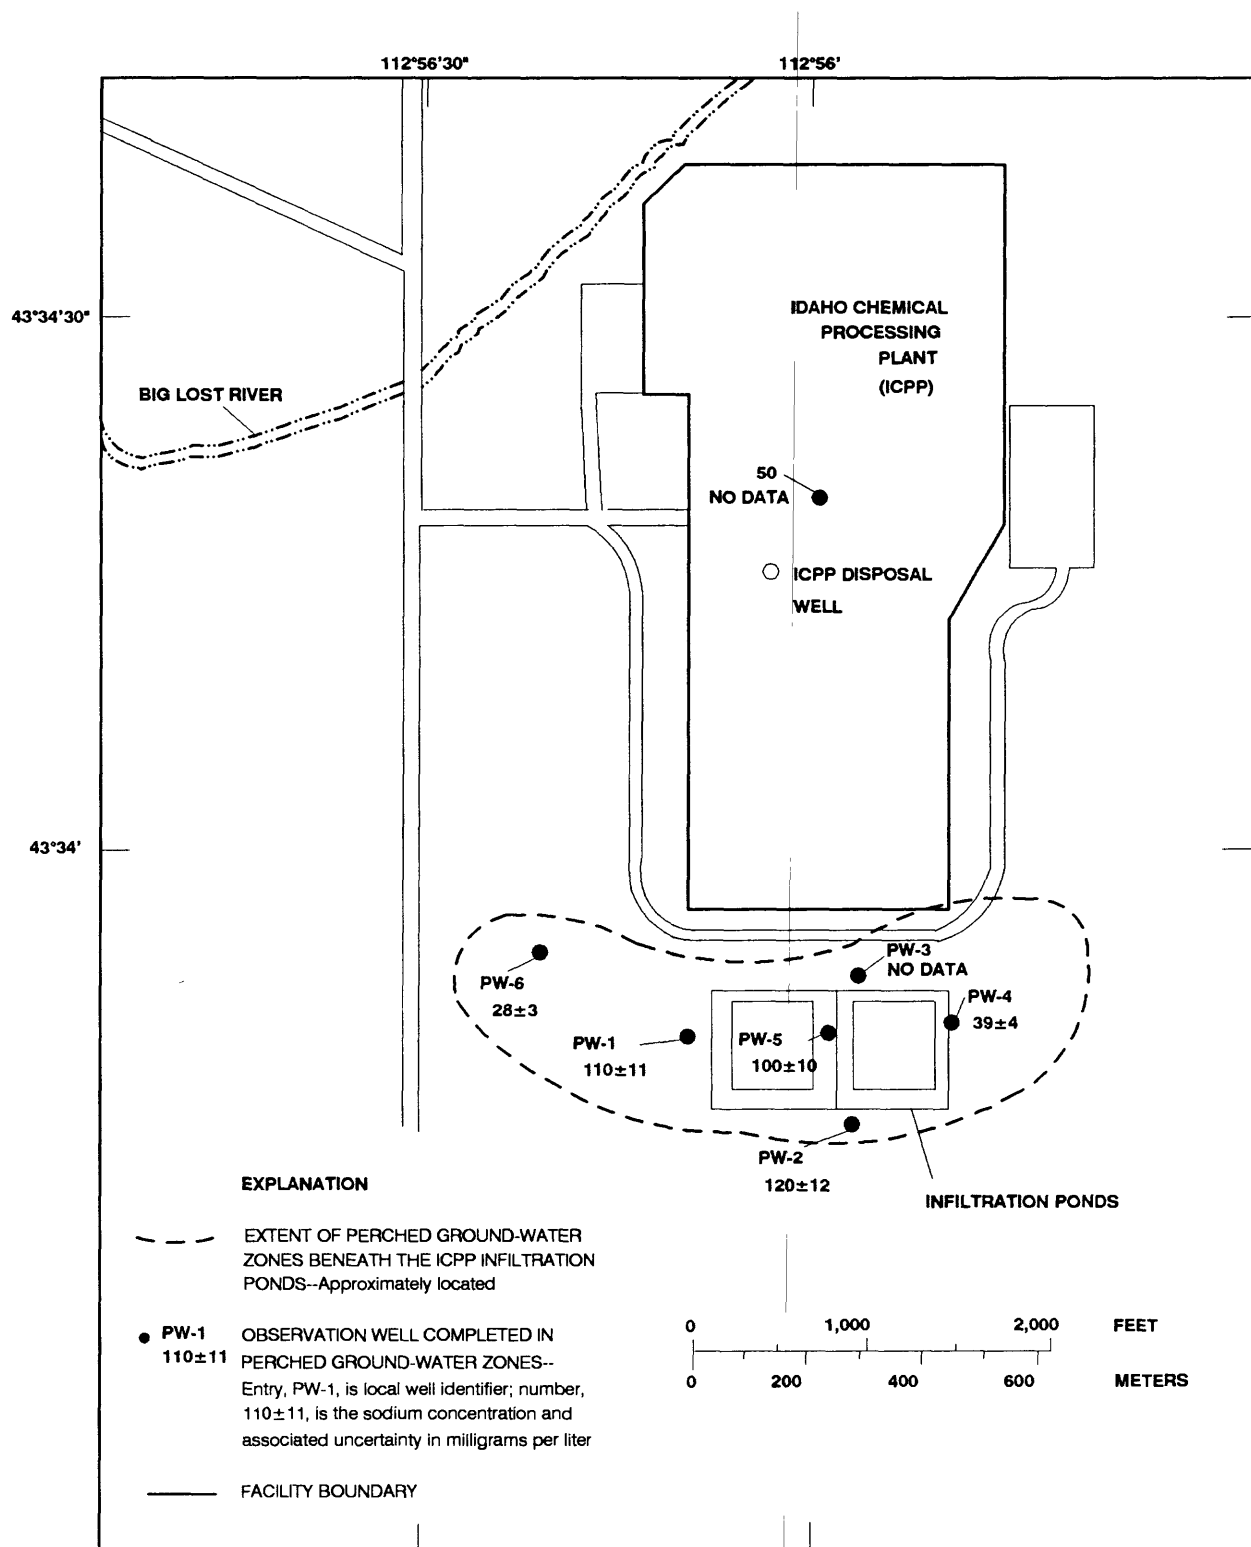 112°56'30"
112°56'
43°34'30"
IDAHO CHEMICAL
PROCESSING
PLANT
(ICPP)
BIG LOST RIVER
50
NO DATA
ICPP DISPOSAL
WELL
43°34'
PW-3
NO DATA
PW-6
28±3
PW-4
39±4
PW-1
110±11
PW-5
100±10
PW-2
120±12
INFILTRATION PONDS
EXPLANATION
EXTENT OF PERCHED GROUND-WATER
ZONES BENEATH THE ICPP INFILTRATION
PONDS--Approximately located
PW-1
110±11
OBSERVATION WELL COMPLETED IN
PERCHED GROUND-WATER ZONES--
Entry, PW-1, is local well identifier; number,
110±11, is the sodium concentration and
associated uncertainty in milligrams per liter
FACILITY BOUNDARY
0 1,000 2,000 FEET
0 200 400 600 METERS